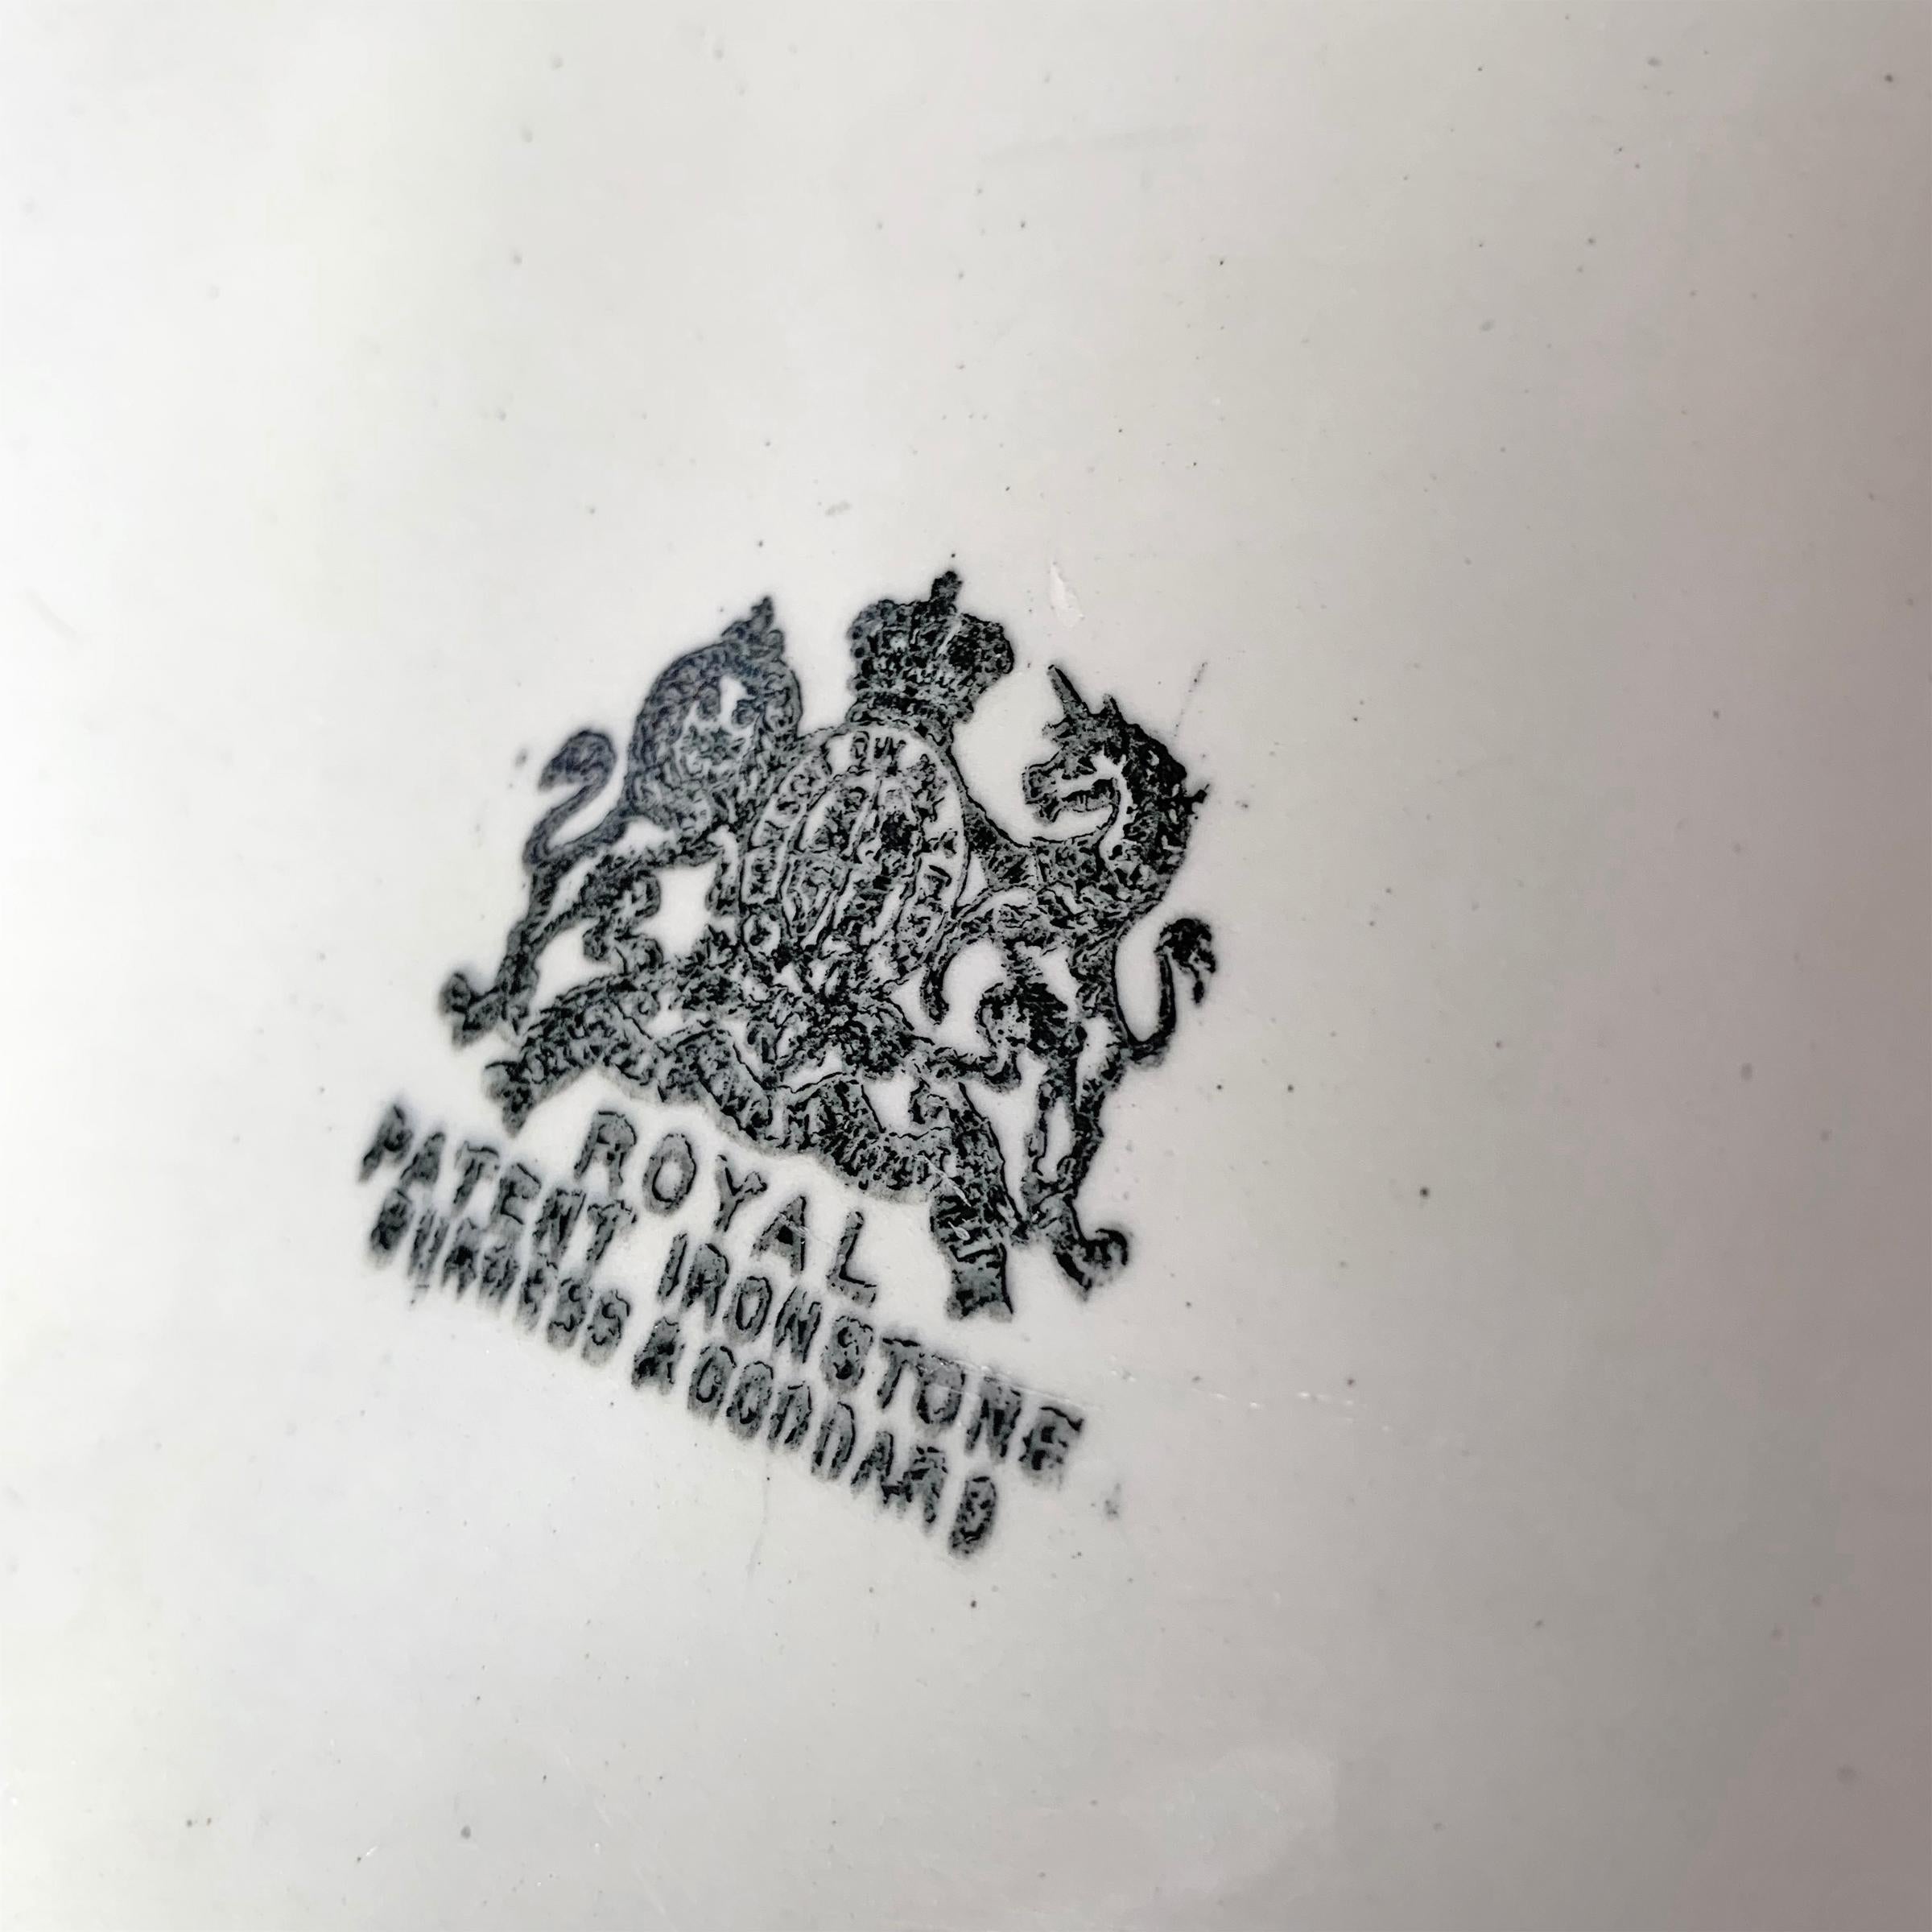 ROYAL
PATENT IRONSTONE
BURGESS & GODDARD